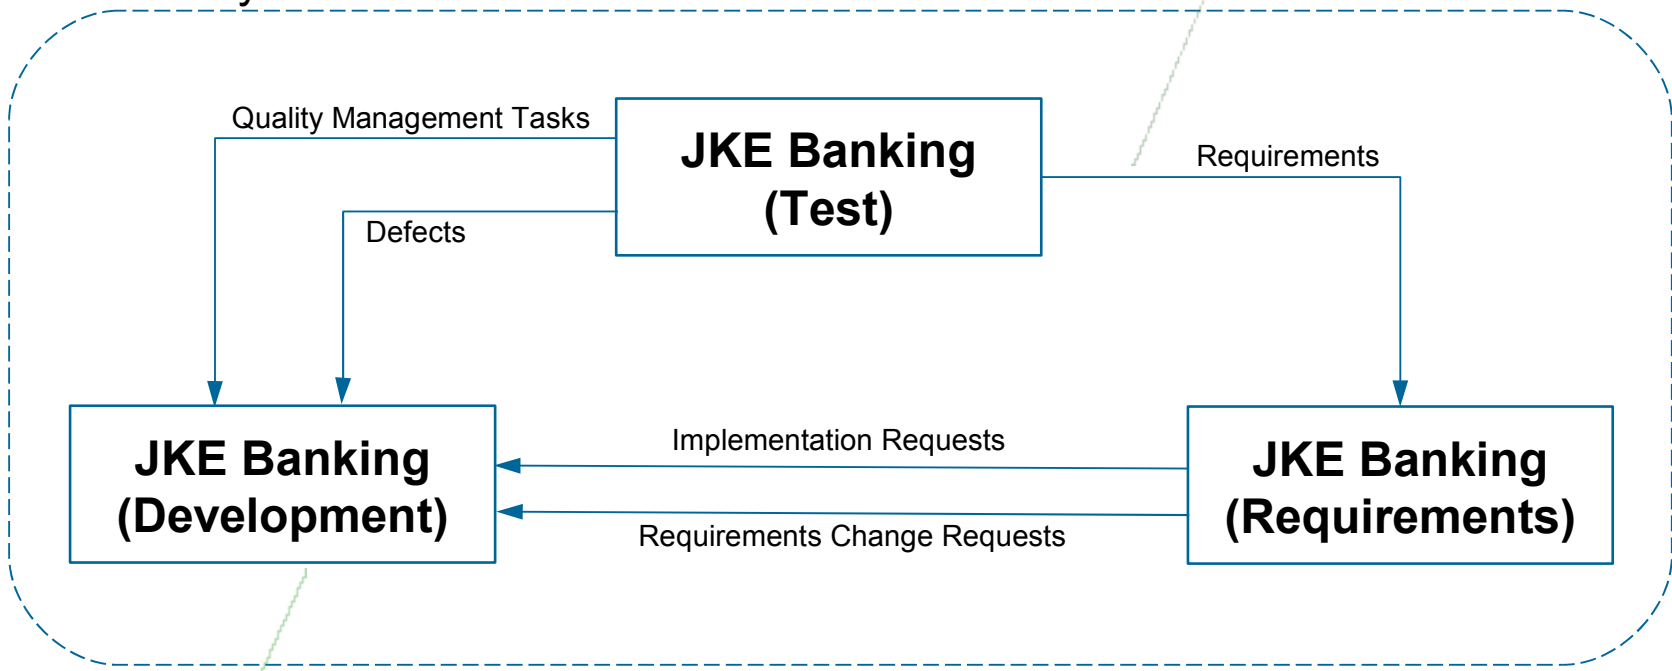 Quality Management Tasks
JKE Banking
(Test)
Requirements
Defects
JKE Banking
(Development)
Implementation Requests
Requirements Change Requests
JKE Banking
(Requirements)